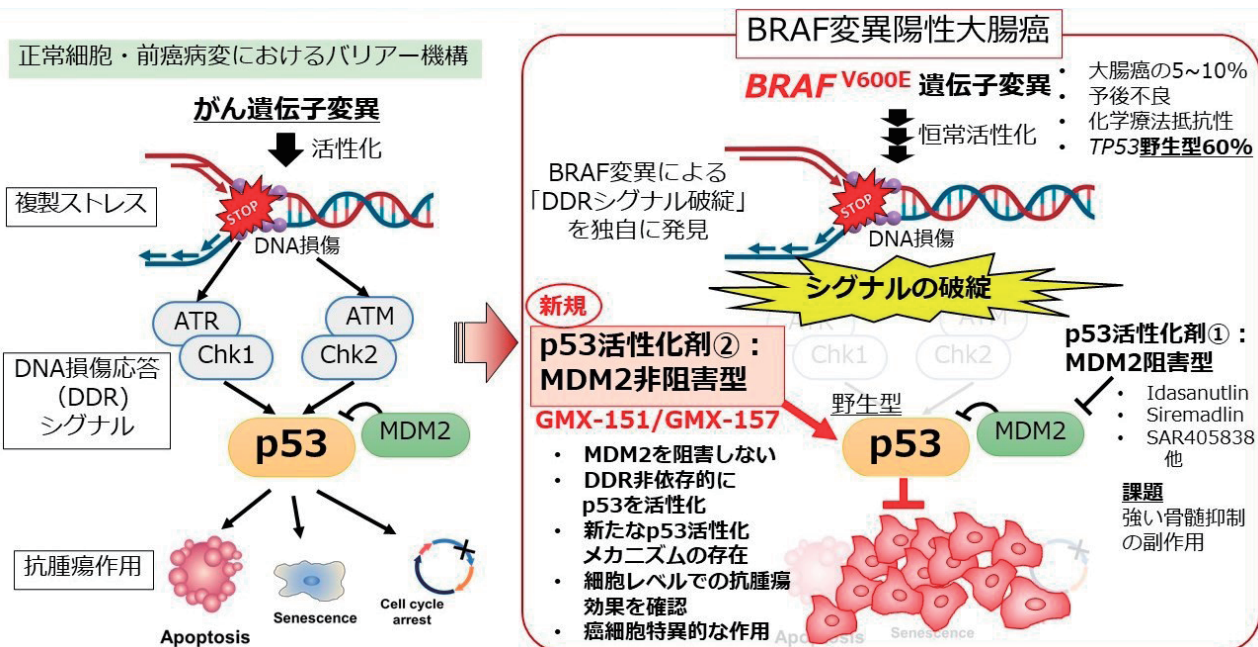 正常細胞・前癌病変におけるバリアー機構
がん遺伝子変異
活性化
複製ストレス
STOP
DNA損傷
ATR
Chk1
ATM
Chk2
DNA損傷応答
(DDR)
シグナル
p53
MDM2
抗腫瘍作用
Apoptosis
Senescence
Cell cycle
arrest
BRAF変異陽性大腸癌
BRAF V600E 遺伝子変異
恒常活性化
• 大腸癌の5~10%
• 予後不良
• 化学療法抵抗性
• TP53野生型60%
BRAF変異による
「DDRシグナル破綻」
を独自に発見
STOP
DNA損傷
シグナルの破綻
ATR
Chk1
ATM
Chk2
新規
p53活性化剤②：
MDM2非阻害型
GMX-151/GMX-157
• MDM2を阻害しない
• DDR非依存的に
p53を活性化
• 新たなp53活性化
メカニズムの存在
• 細胞レベルでの抗腫瘍
効果を確認
• 癌細胞特異的な作用
野生型
p53
MDM2
p53活性化剤①：
MDM2阻害型
• Idasanutlin
• Siremadlin
• SAR405838
他
課題
強い骨髄抑制
の副作用
Apoptosis
Senescence